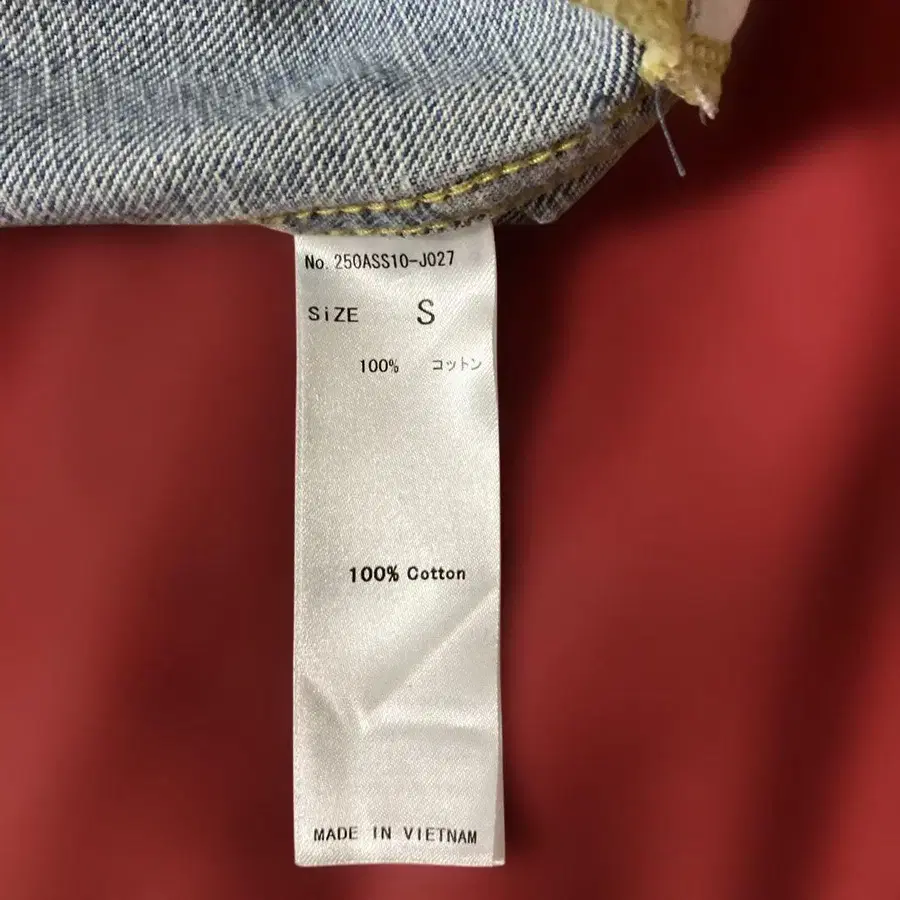 No. 250ASS10-J027
SiZE S
100% コットン
100% Cotton
MADE IN VIETNAM